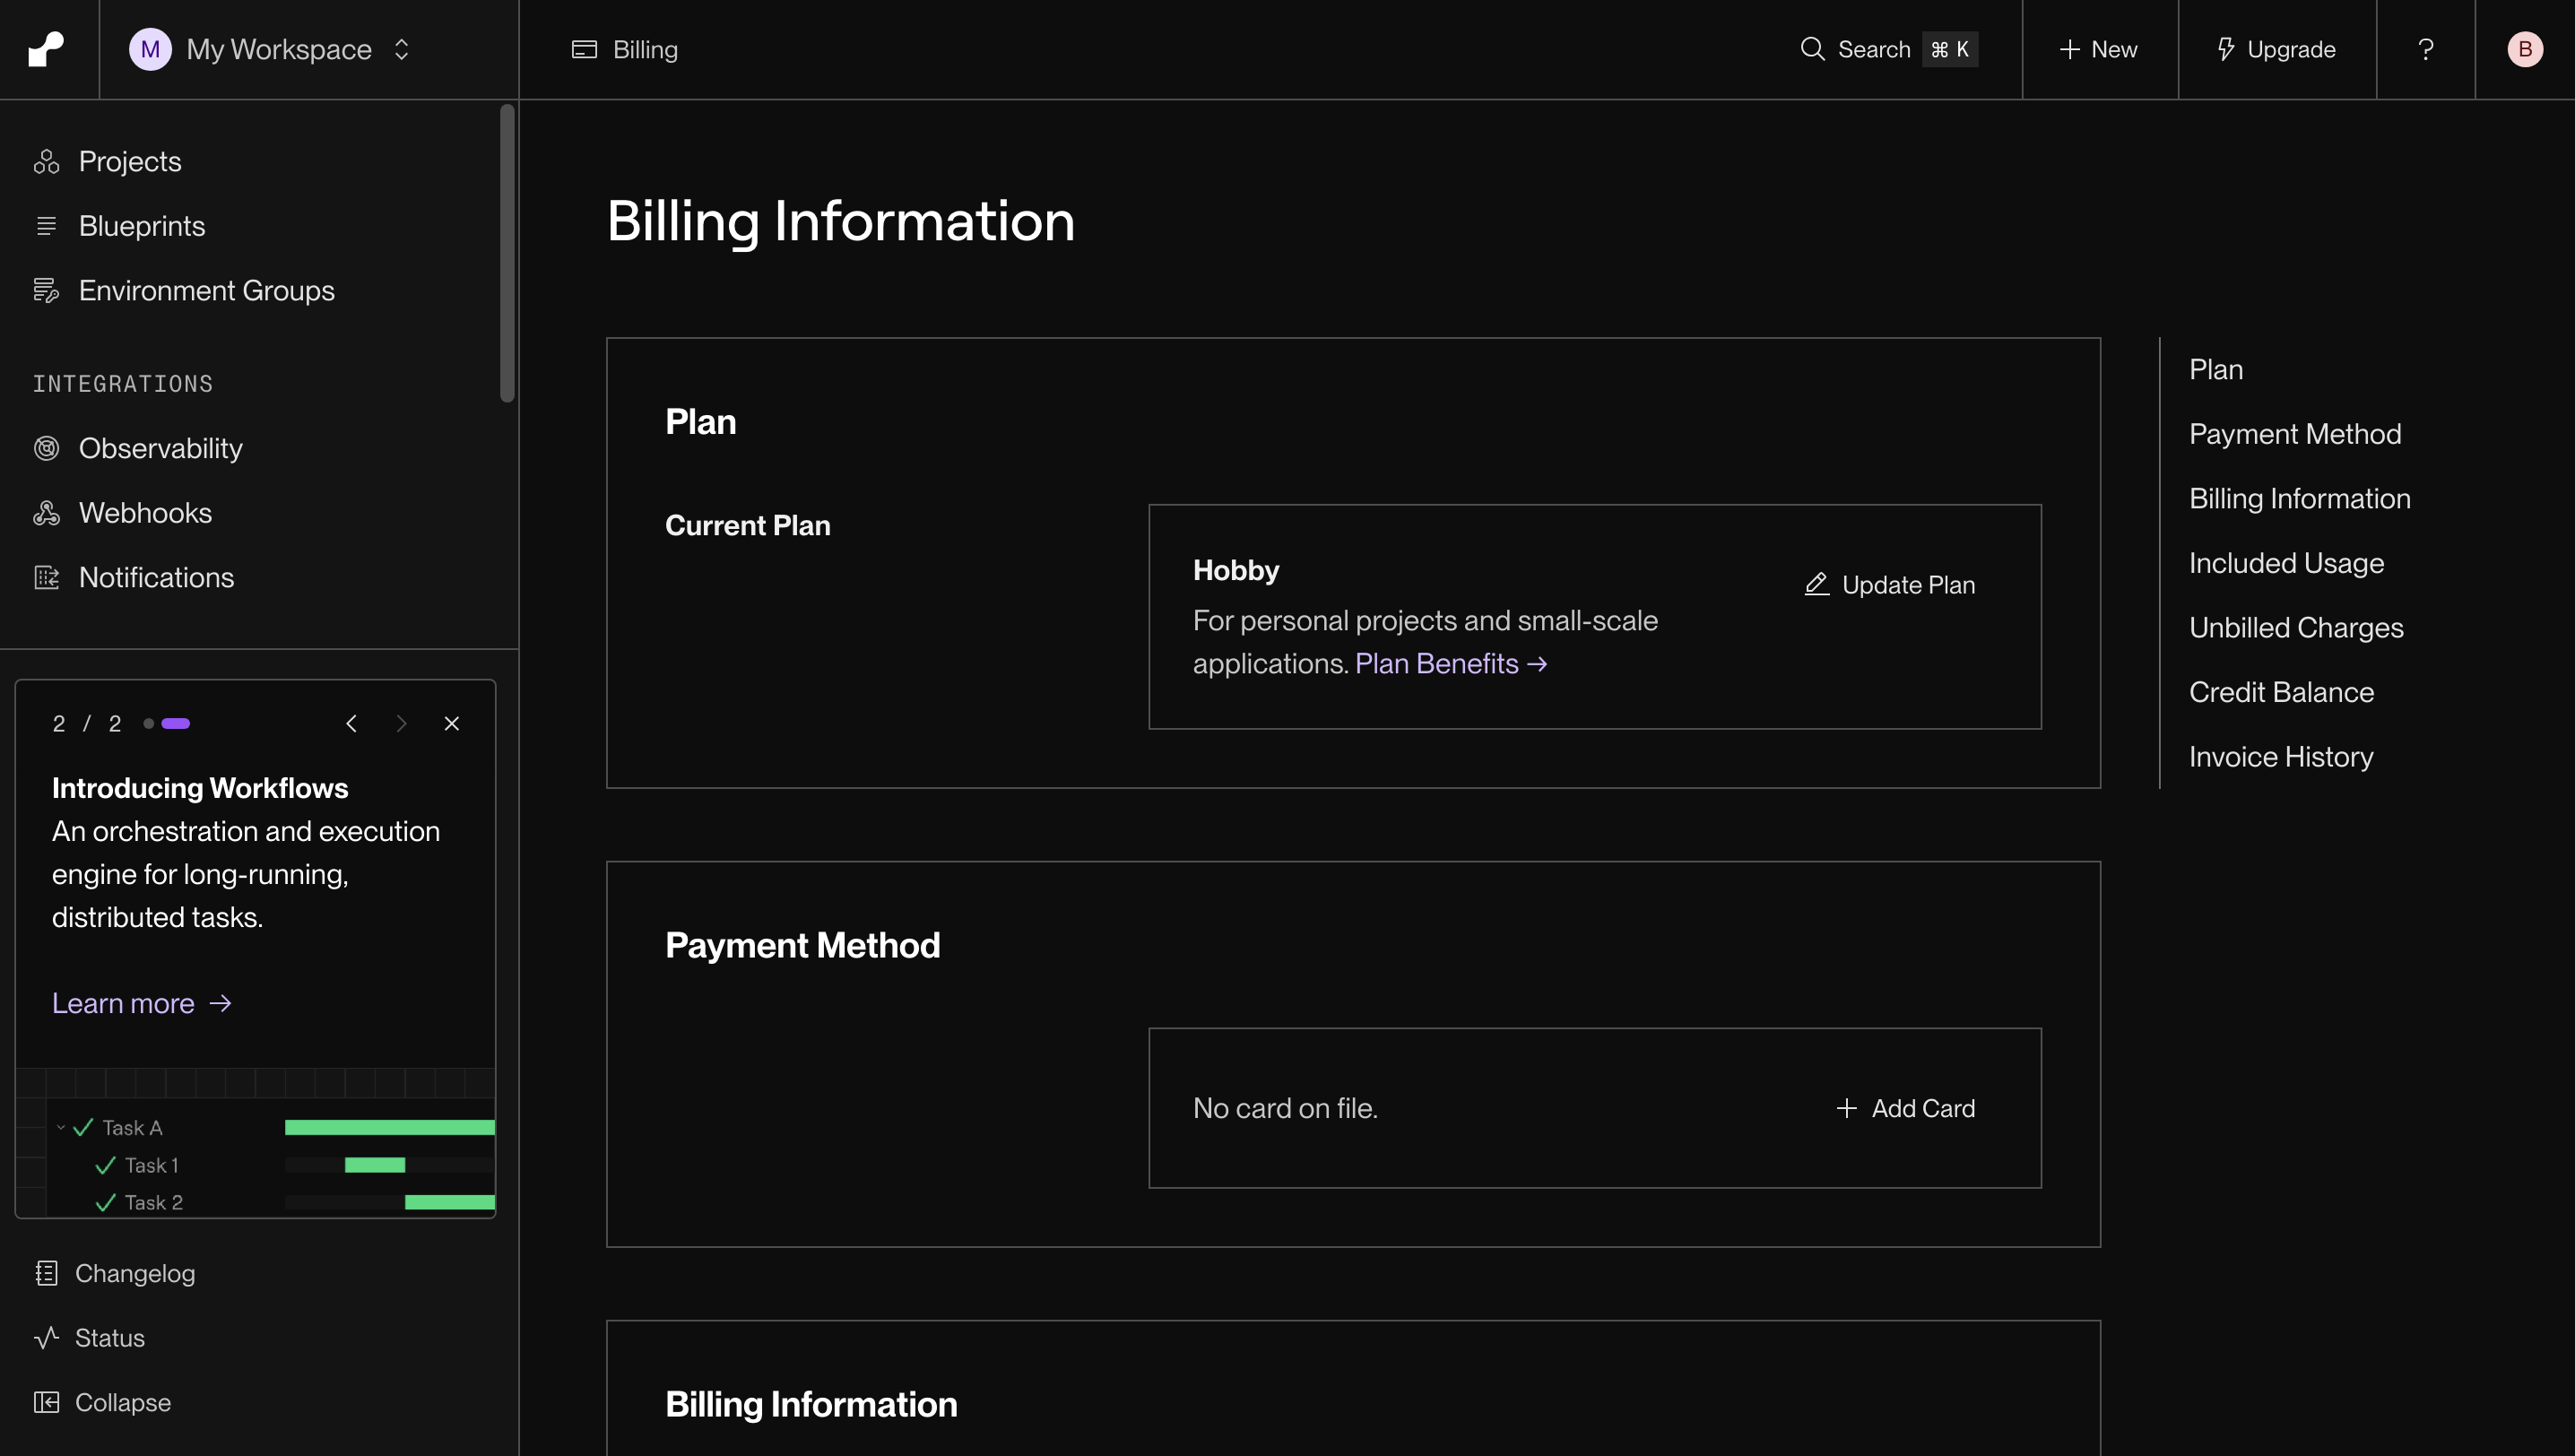 M My Workspace
Billing
Search ⌘ K
New
Upgrade
?
B
Projects
Blueprints
Environment Groups
INTEGRATIONS
Observability
Webhooks
Notifications
2 / 2
Introducing Workflows
An orchestration and execution
engine for long-running,
distributed tasks.
Learn more →
Task A
Task 1
Task 2
Changelog
Status
Collapse
Billing Information
Plan
Current Plan
Hobby
Update Plan
For personal projects and small-scale
applications. Plan Benefits →
Payment Method
No card on file.
Add Card
Billing Information
Plan
Payment Method
Billing Information
Included Usage
Unbilled Charges
Credit Balance
Invoice History